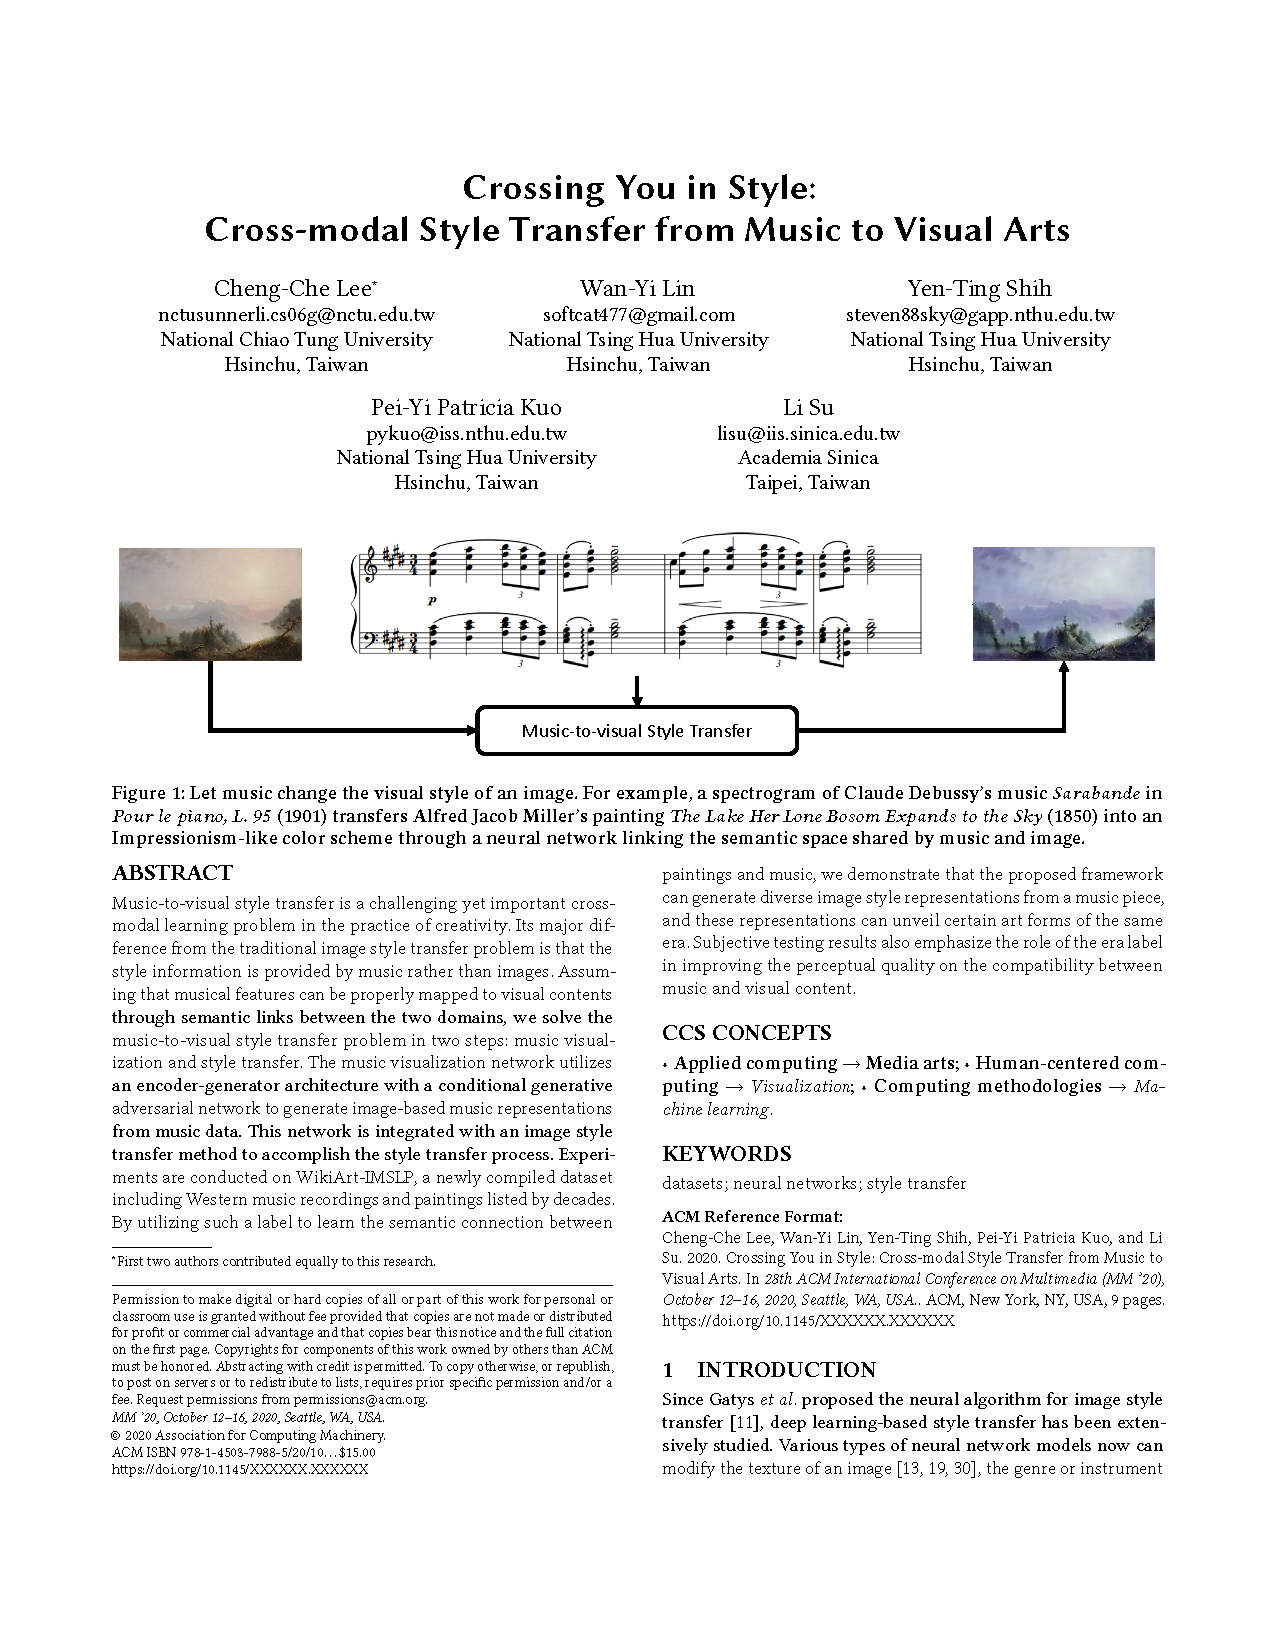 Crossing You in Style:
Cross-modal Style Transfer from Music to Visual Arts
Cheng-Che Lee*
nctusunnerli.cs06g@nctu.edu.tw
National Chiao Tung University
Hsinchu, Taiwan
Wan-Yi Lin
softcat477@gmail.com
National Tsing Hua University
Hsinchu, Taiwan
Yen-Ting Shih
steven88sky@gapp.nthu.edu.tw
National Tsing Hua University
Hsinchu, Taiwan
Pei-Yi Patricia Kuo
pykuo@iss.nthu.edu.tw
National Tsing Hua University
Hsinchu, Taiwan
Li Su
lisu@iis.sinica.edu.tw
Academia Sinica
Taipei, Taiwan
3
4
p
3
3
3
4
3
3
Music-to-visual Style Transfer
Figure 1: Let music change the visual style of an image. For example, a spectrogram of Claude Debussy's music Sarabande in
Pour le piano, L. 95 (1901) transfers Alfred Jacob Miller's painting The Lake Her Lone Bosom Expands to the Sky (1850) into an
Impressionism-like color scheme through a neural network linking the semantic space shared by music and image.
ABSTRACT
Music-to-visual style transfer is a challenging yet important cross-
modal learning problem in the practice of creativity. Its major dif-
ference from the traditional image style transfer problem is that the
style information is provided by music rather than images. Assum-
ing that musical features can be properly mapped to visual contents
through semantic links between the two domains, we solve the
music-to-visual style transfer problem in two steps: music visual-
ization and style transfer. The music visualization network utilizes
an encoder-generator architecture with a conditional generative
adversarial network to generate image-based music representations
from music data. This network is integrated with an image style
transfer method to accomplish the style transfer process. Experi-
ments are conducted on WikiArt-IMSLP, a newly compiled dataset
including Western music recordings and paintings listed by decades.
By utilizing such a label to learn the semantic connection between
*First two authors contributed equally to this research.
Permission to make digital or hard copies of all or part of this work for personal or
classroom use is granted without fee provided that copies are not made or distributed
for profit or commercial advantage and that copies bear this notice and the full citation
on the first page. Copyrights for components of this work owned by others than ACM
must be honored. Abstracting with credit is permitted. To copy otherwise, or republish,
to post on servers or to redistribute to lists, requires prior specific permission and/or a
fee. Request permissions from permissions@acm.org.
MM '20, October 12–16, 2020, Seattle, WA, USA.
© 2020 Association for Computing Machinery.
ACM ISBN 978-1-4503-7988-5/20/10…$15.00
https://doi.org/10.1145/XXXXXX.XXXXXX
paintings and music, we demonstrate that the proposed framework
can generate diverse image style representations from a music piece,
and these representations can unveil certain art forms of the same
era. Subjective testing results also emphasize the role of the era label
in improving the perceptual quality on the compatibility between
music and visual content.
CCS CONCEPTS
• Applied computing → Media arts; • Human-centered com-
puting → Visualization; • Computing methodologies → Ma-
chine learning.
KEYWORDS
datasets; neural networks; style transfer
ACM Reference Format:
Cheng-Che Lee, Wan-Yi Lin, Yen-Ting Shih, Pei-Yi Patricia Kuo, and Li
Su. 2020. Crossing You in Style: Cross-modal Style Transfer from Music to
Visual Arts. In 28th ACM International Conference on Multimedia (MM '20),
October 12–16, 2020, Seattle, WA, USA.. ACM, New York, NY, USA, 9 pages.
https://doi.org/10.1145/XXXXXX.XXXXXX
1 INTRODUCTION
Since Gatys et al. proposed the neural algorithm for image style
transfer [11], deep learning-based style transfer has been exten-
sively studied. Various types of neural network models now can
modify the texture of an image [13, 19, 30], the genre or instrument